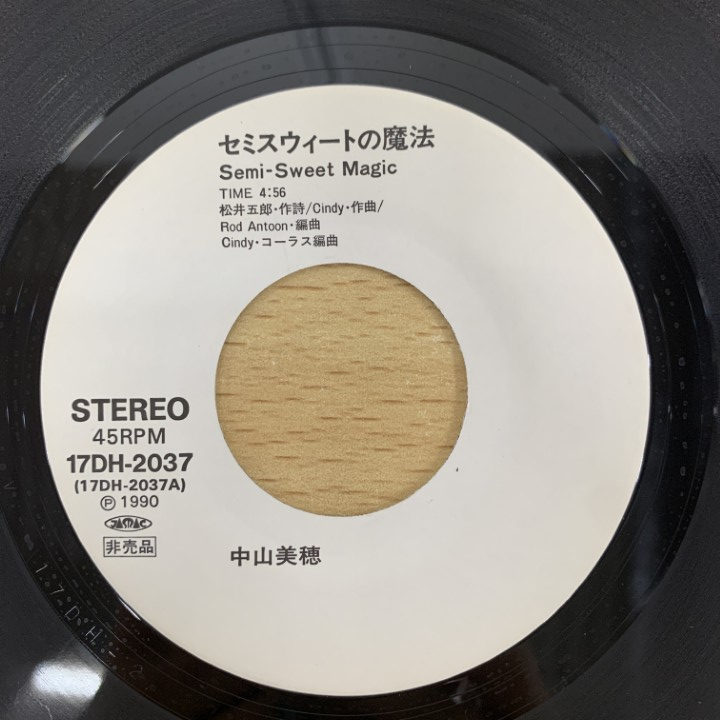 セミスウィートの魔法
Semi-Sweet Magic
TIME 4:56
松井五郎・作詩/Cindy・作曲/
Rod Antoon・編曲
Cindy・コーラス編曲
STEREO
45RPM
17DH-2037
(17DH-2037A)
Ⓟ 1990
JASRAC
非売品
中山美穂
17DH-2